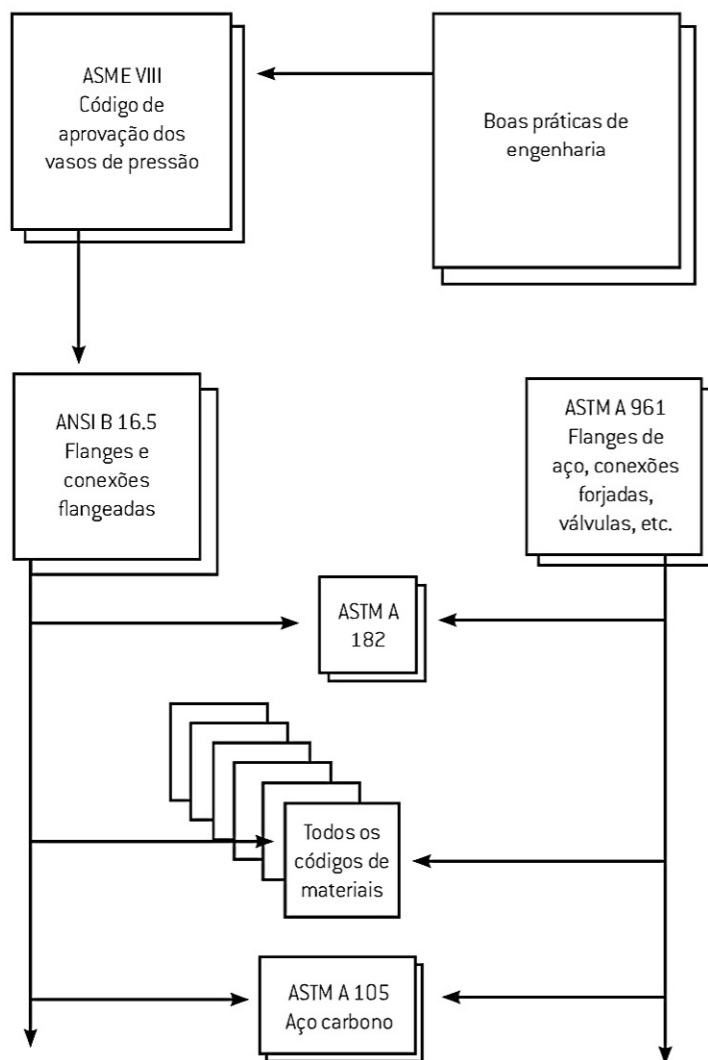 ASME VIII
Código de
aprovação dos
vasos de pressão
Boas práticas de
engenharia
ANSI B 16.5
Flanges e
conexões
flangeadas
ASTM A 961
Flanges de
aço, conexões
forjadas,
válvulas, etc.
ASTM A
182
Todos os
códigos de
materiais
ASTM A 105
Aço carbono